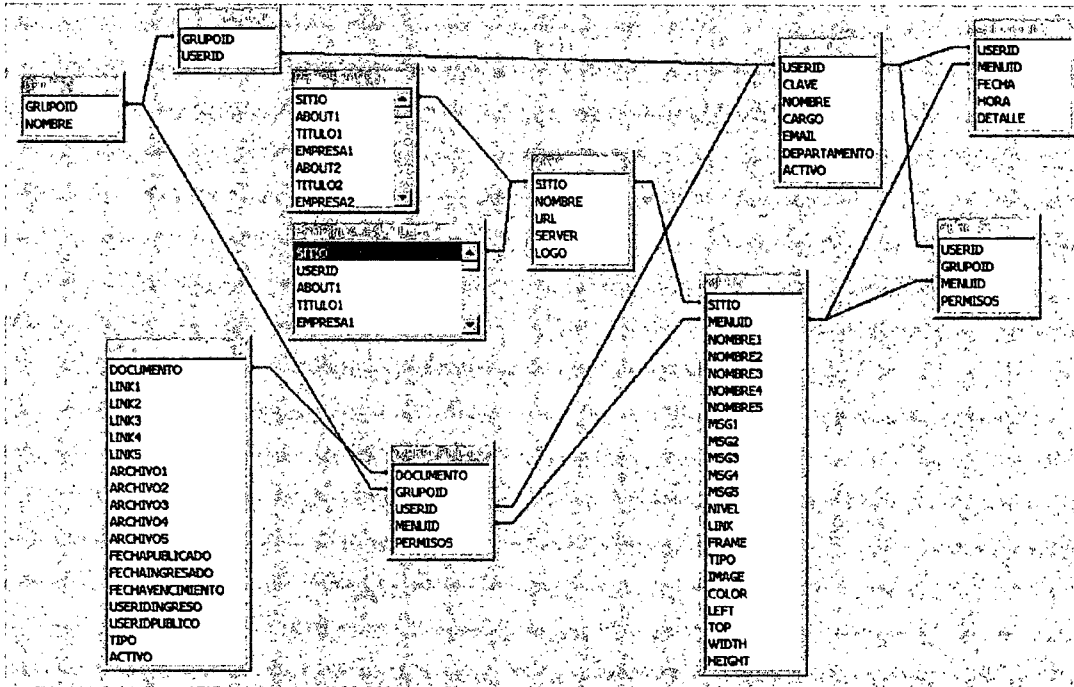 GRUPOID
NOMBRE
GRUPOID
USERID
SITIO
ABOUT1
TITULO1
EMPRESA1
ABOUT2
TITULO2
EMPRESA2
SITIO
USERID
ABOUT1
TITULO1
EMPRESA1
SITIO
NOMBRE
URL
SERVER
LOGO
USERID
CLAVE
NOMBRE
CARGO
EMAIL
DEPARTAMENTO
ACTIVO
USERID
MENUID
FECHA
HORA
DETALLE
USERID
GRUPOID
MENUID
PERMISOS
DOCUMENTO
LINK1
LINK2
LINK3
LINK4
LINK5
ARCHIVO1
ARCHIVO2
ARCHIVO3
ARCHIVO4
ARCHIVO5
FECHAPUBLICADO
FECHAINGRESADO
FECHAVENCIMIENTO
USERIDINGRESO
USERIDPUBLICO
TIPO
ACTIVO
DOCUMENTO
GRUPOID
USERID
MENUID
PERMISOS
SITIO
MENUID
NOMBRE1
NOMBRE2
NOMBRE3
NOMBRE4
NOMBRE5
MSG1
MSG2
MSG3
MSG4
MSG5
NIVEL
LINK
FRAME
TIPO
IMAGE
COLOR
LEFT
TOP
WIDTH
HEIGHT